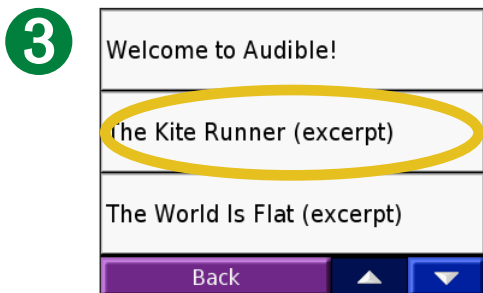 3
Welcome to Audible!
The Kite Runner (excerpt)
The World Is Flat (excerpt)
Back